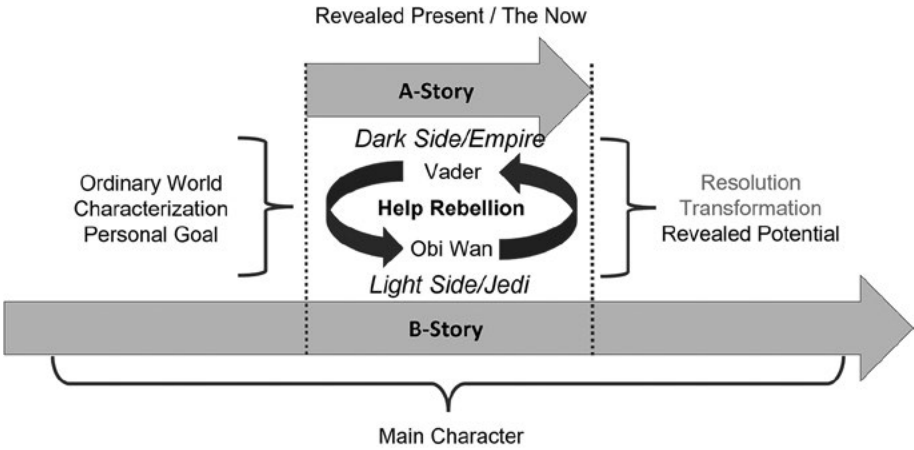 Revealed Present / The Now
A-Story
Dark Side/Empire
Vader
Help Rebellion
Obi Wan
Light Side/Jedi
Ordinary World
Characterization
Personal Goal
Resolution
Transformation
Revealed Potential
B-Story
Main Character